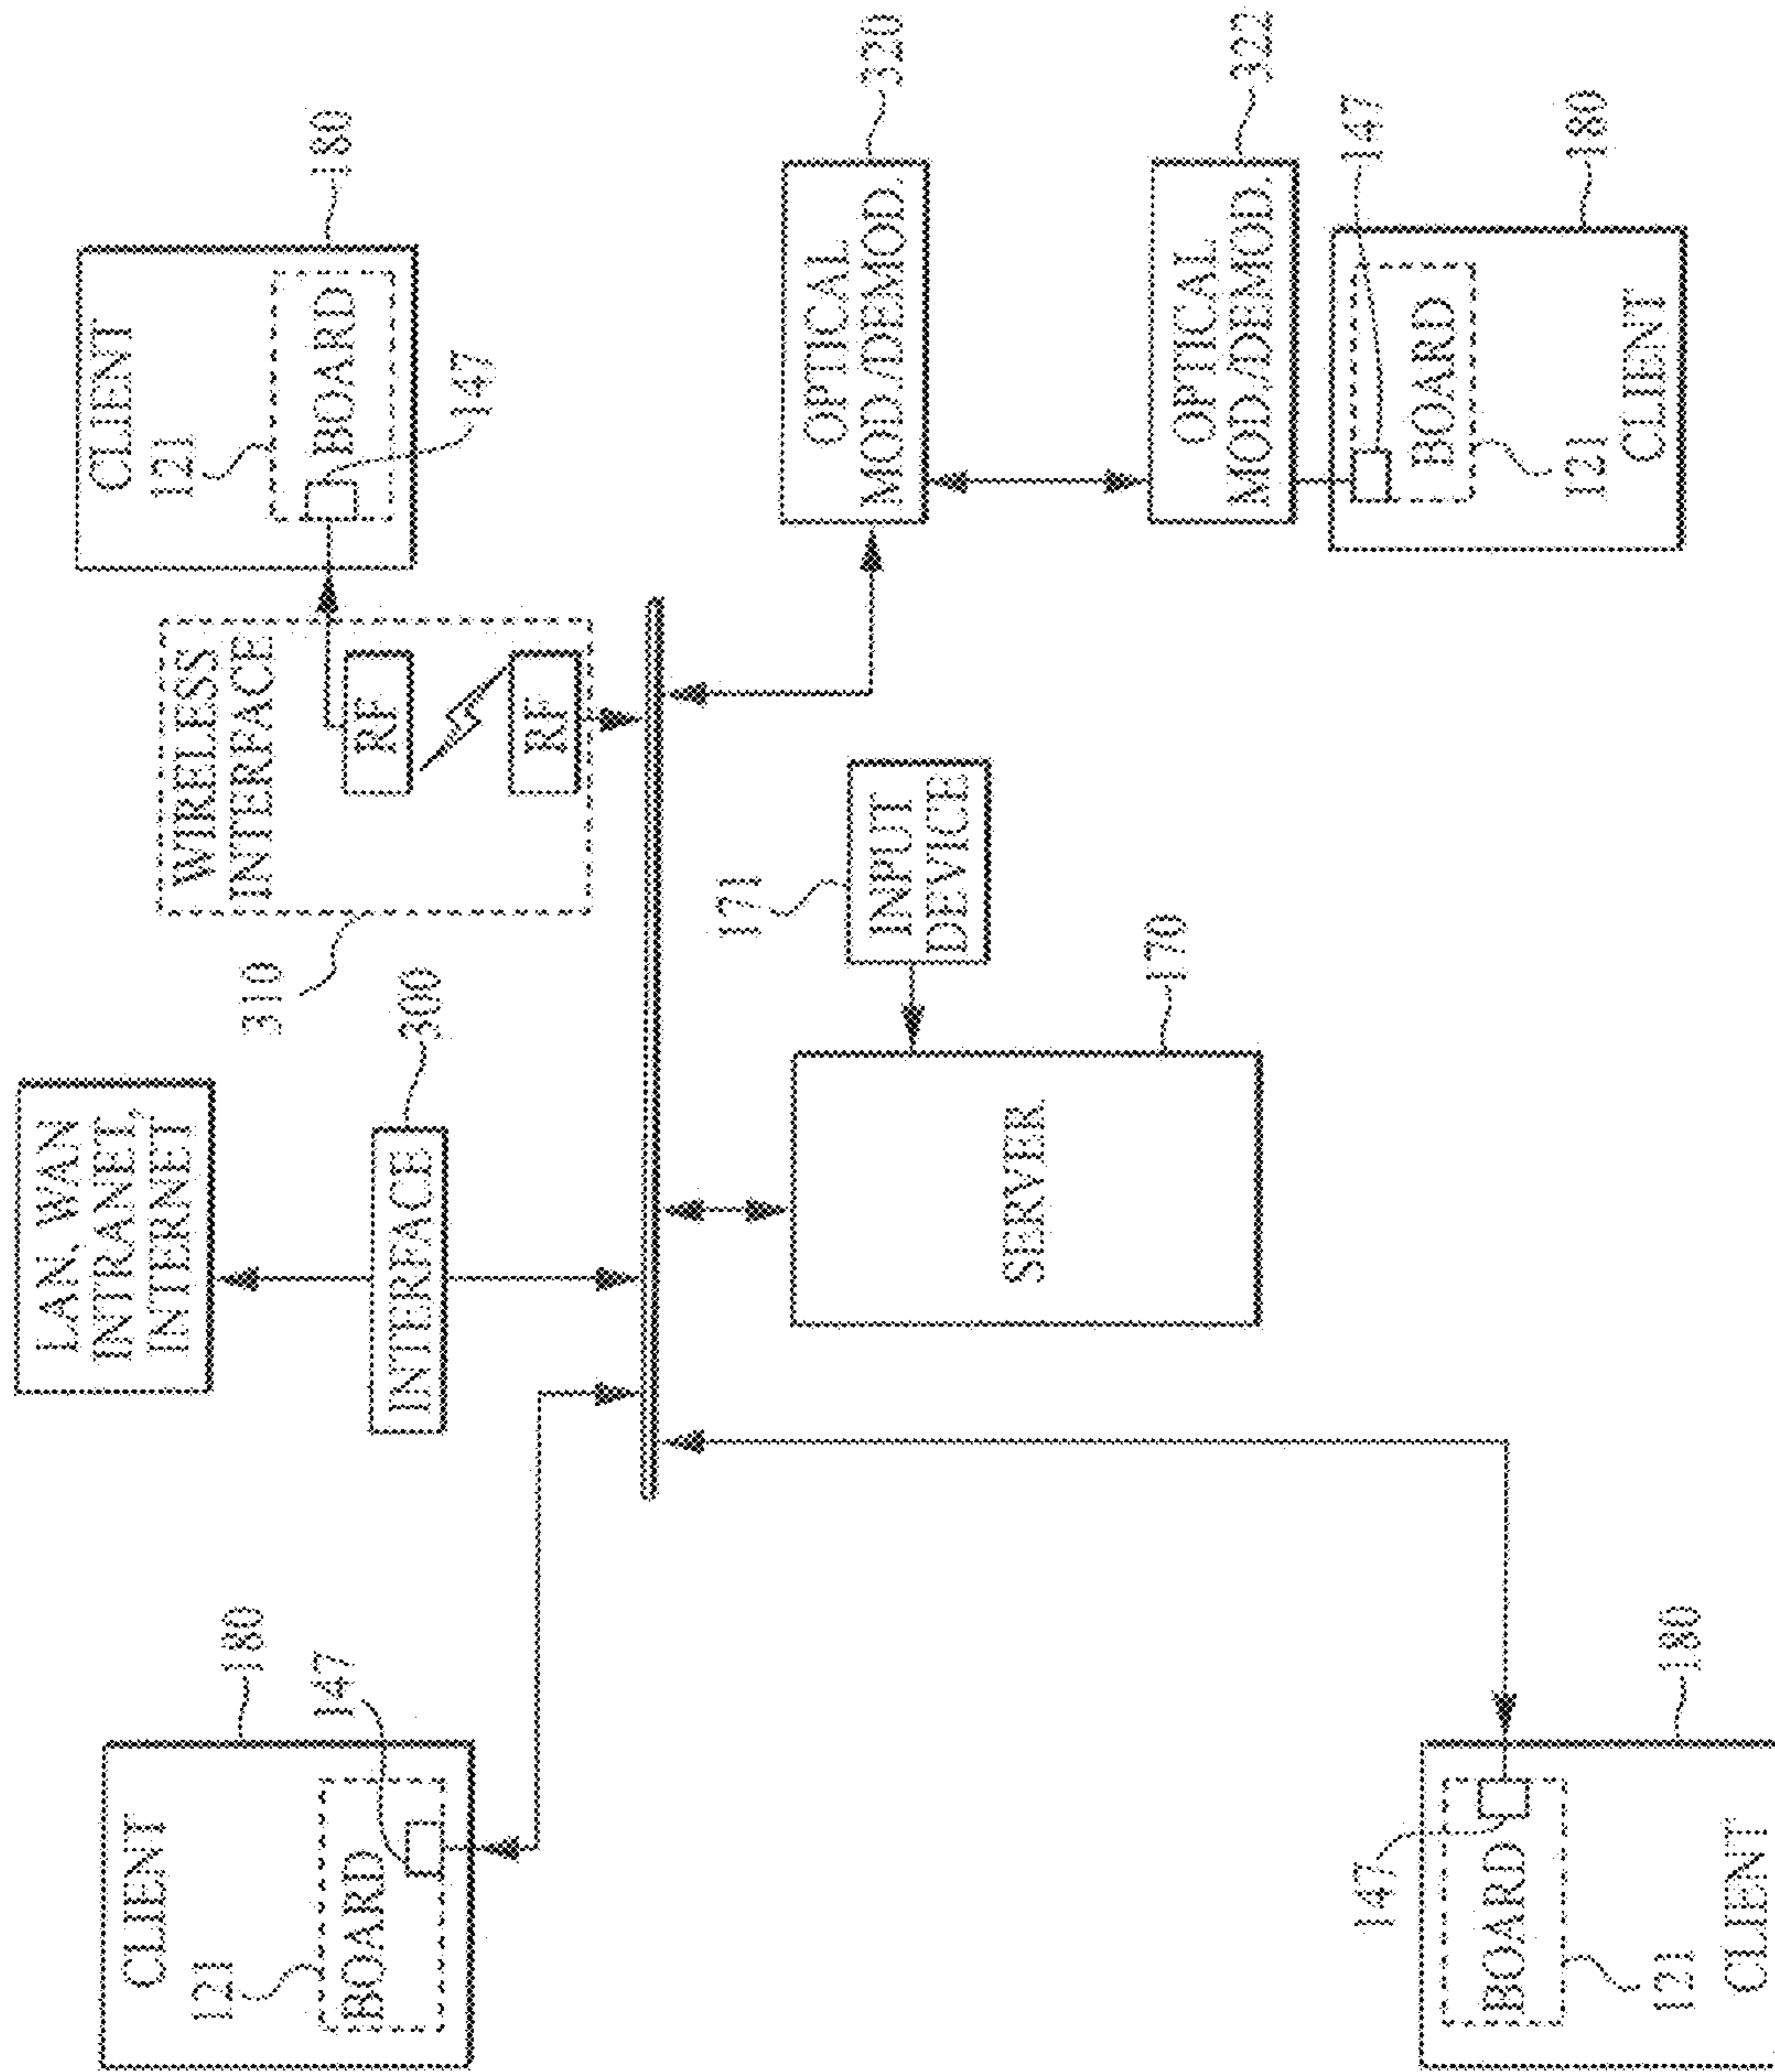 CLIENT
180
121
147
BOARD
LAN, WAN
INTRANET,
INTERNET
INTERFACE
300
310
WIRELESS
INTERFACE
RF
RF
CLIENT
180
121
BOARD
147
171
INPUT
DEVICE
SERVER
170
OPTICAL
MOD./DEMOD.
320
OPTICAL
MOD./DEMOD.
322
147
BOARD
121
CLIENT
180
147
BOARD
121
CLIENT
180